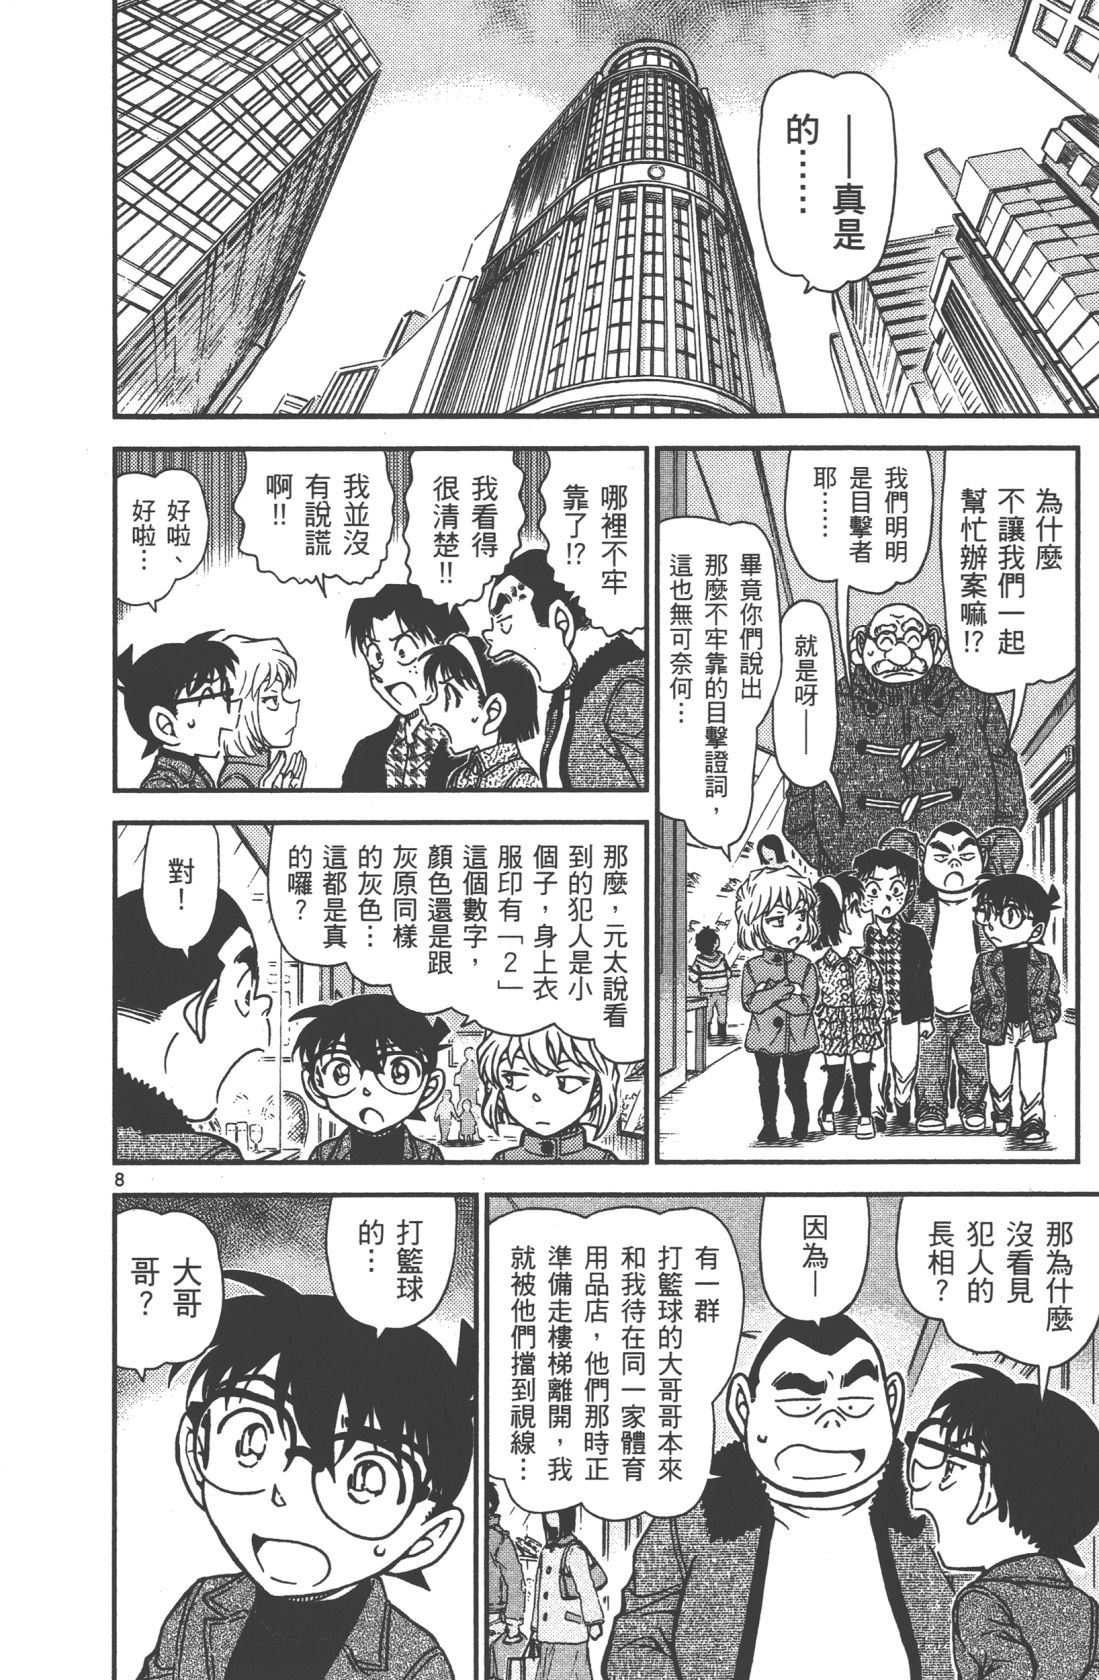 ——真是
的……
為什麼
不讓我們一起
幫忙辦案嘛!?
我們明明
是目擊者
耶……
就是呀——
畢竟你們說出
那麼不牢靠的目擊證詞，
這也無可奈何…
哪裡不牢
靠了!?
我看得
很清楚!!
我並沒
有說謊
啊!!
好啦、
好啦…
那麼，元太說看
到的犯人是小
個子，身上衣
服印有「2」
這個數字，
顏色還是跟
灰原同樣
的灰色…
這都是真
的囉？
對！
8
那為什麼
沒看見
犯人的
長相？
因為—
有一群
打籃球的大哥哥本來
和我待在同一家體育
用品店，他們那時正
準備走樓梯離開，我
就被他們擋到視線…
打籃球
的…
大哥
哥？